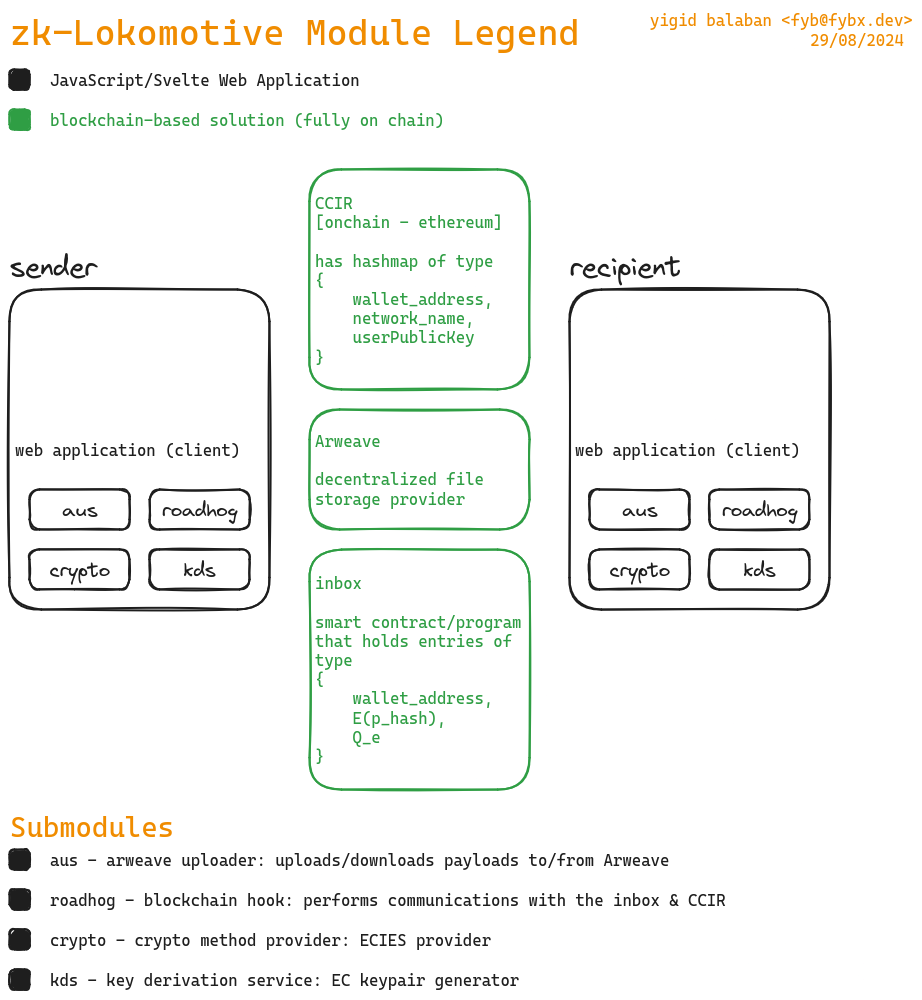 zk-Lokomotive Module Legend
yigid balaban <fyb@fybx.dev>
29/08/2024
JavaScript/Svelte Web Application
blockchain-based solution (fully on chain)
sender
web application (client)
aus
roadhog
crypto
kds
CCIR
[onchain - ethereum]
has hashmap of type
{
wallet_address,
network_name,
userPublicKey
}
Arweave
decentralized file
storage provider
inbox
smart contract/program
that holds entries of
type
{
wallet_address,
E(p_hash),
Q_e
}
recipient
web application (client)
aus
roadhog
crypto
kds
Submodules
aus - arweave uploader: uploads/downloads payloads to/from Arweave
roadhog - blockchain hook: performs communications with the inbox & CCIR
crypto - crypto method provider: ECIES provider
kds - key derivation service: EC keypair generator